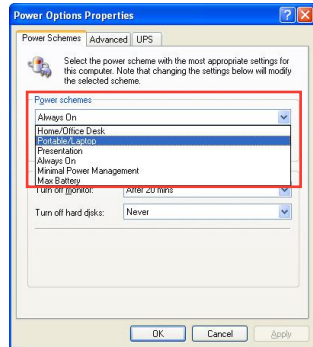 Power Options Properties
Power Schemes Advanced UPS
Select the power scheme with the most appropriate settings for
this computer. Note that changing the settings below will modify
the selected scheme.
Power schemes
Always On
Home/Office Desk
Portable/Laptop
Presentation
Always On
Minimal Power Management
Max Battery
Turn off monitor: After 20 mins
Turn off hard disks: Never
OK Cancel Apply